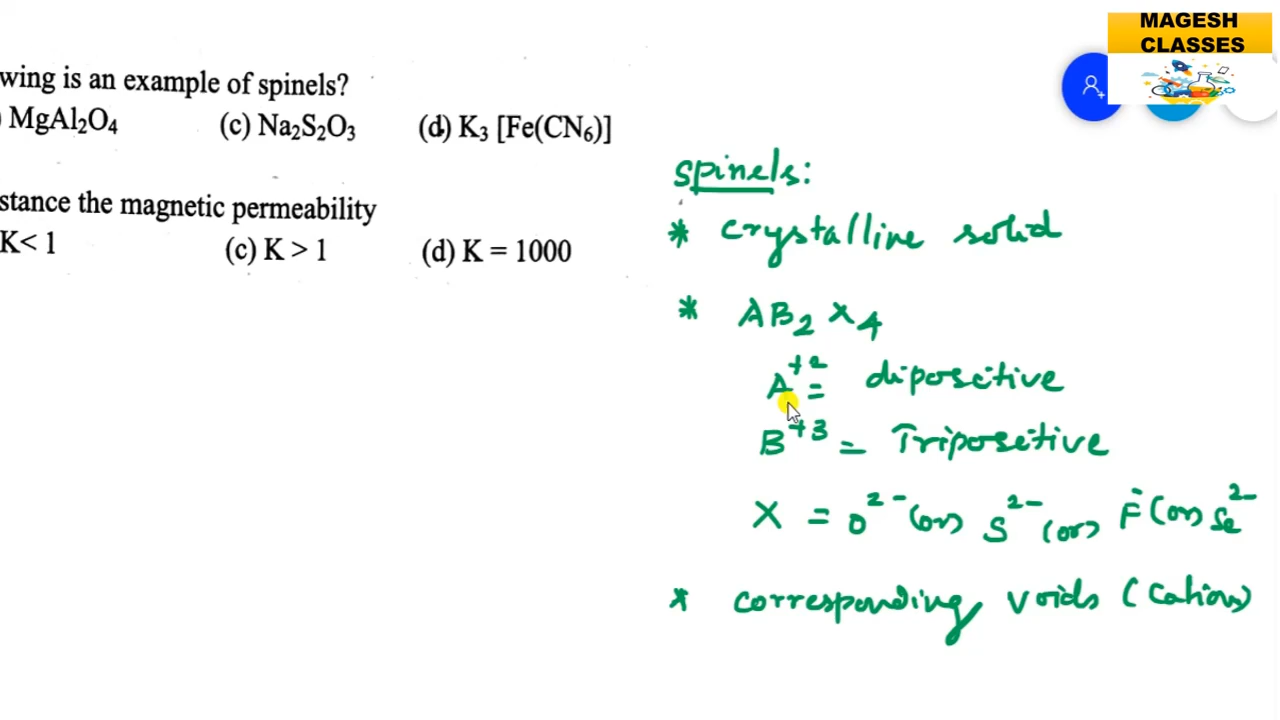 MAGESH
CLASSES
wing is an example of spinels?
) MgAl₂O₄ (c) Na₂S₂O₃ (d) K₃ [Fe(CN₆)]
stance the magnetic permeability
K< 1 (c) K > 1 (d) K = 1000
spinels:
* crystalline solid
* AB₂ X₄
A⁺² = dipositive
B⁺³ = Tripositive
X = O²⁻ (or) S²⁻ (or) F⁻ (or) Se²⁻
* corresponding voids (cations)